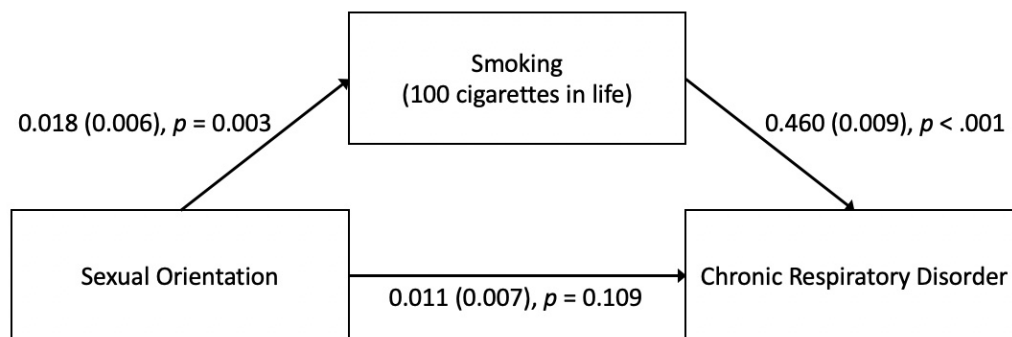 Smoking
(100 cigarettes in life)
0.018 (0.006), p = 0.003
0.460 (0.009), p < .001
Sexual Orientation
Chronic Respiratory Disorder
0.011 (0.007), p = 0.109